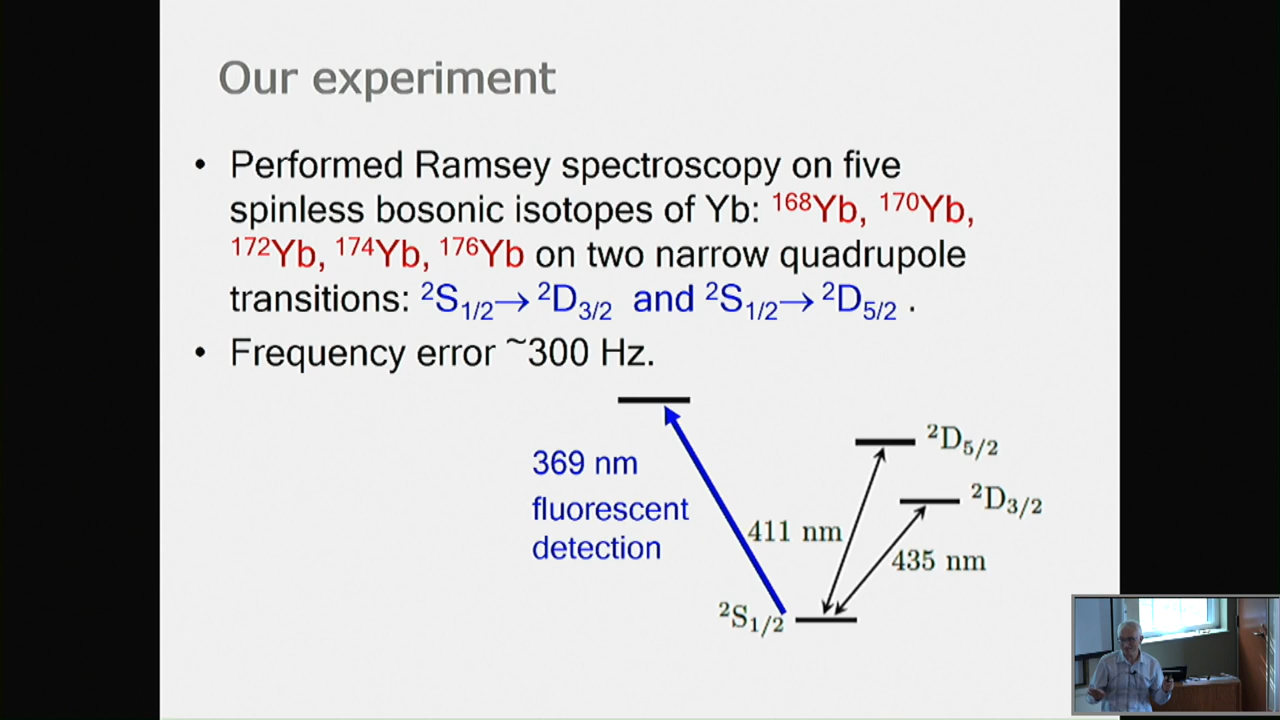 Our experiment
• Performed Ramsey spectroscopy on five
spinless bosonic isotopes of Yb: ¹⁶⁸Yb, ¹⁷⁰Yb,
¹⁷²Yb, ¹⁷⁴Yb, ¹⁷⁶Yb on two narrow quadrupole
transitions: ²S₁/₂→ ²D₃/₂ and ²S₁/₂→ ²D₅/₂ .
• Frequency error ~300 Hz.
²D₅/₂
369 nm
²D₃/₂
fluorescent
411 nm
detection
435 nm
²S₁/₂